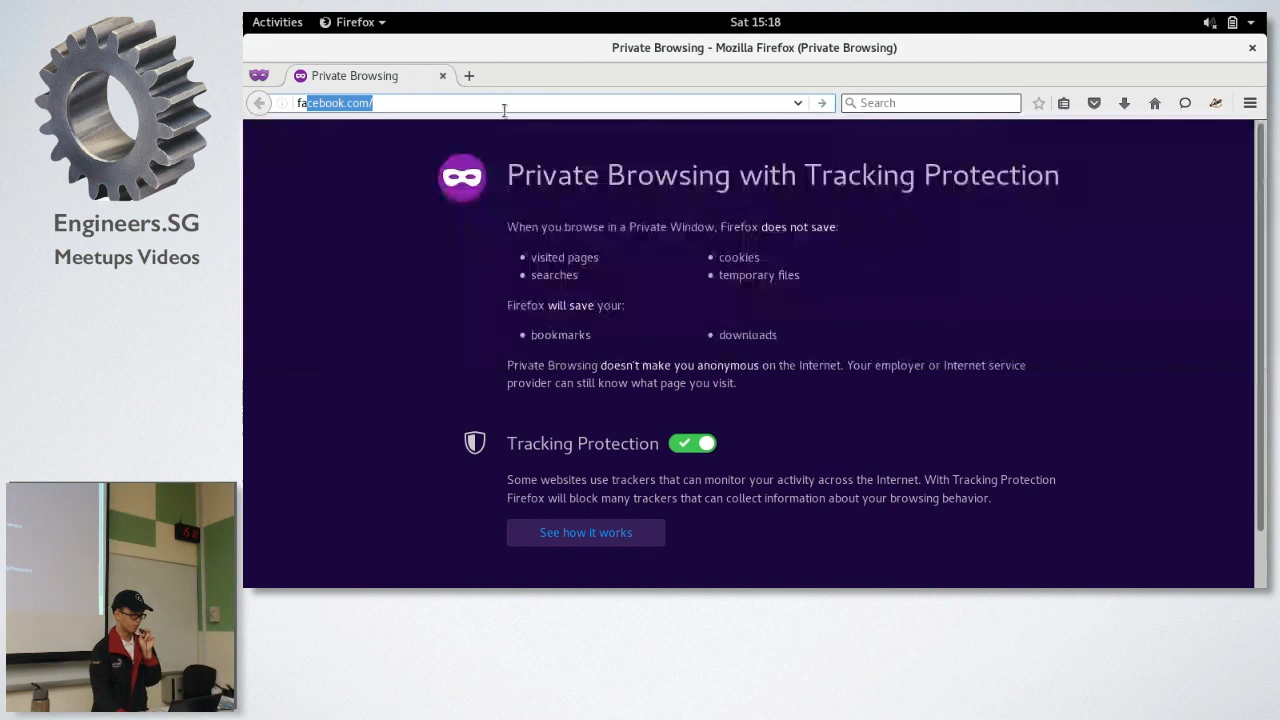 Activities Firefox Sat 15:18
Private Browsing - Mozilla Firefox (Private Browsing)
Private Browsing
facebook.com/ Search
Private Browsing with Tracking Protection
When you browse in a Private Window, Firefox does not save:
visited pages cookies
searches temporary files
Firefox will save your:
bookmarks downloads
Private Browsing doesn't make you anonymous on the Internet. Your employer or Internet service
provider can still know what page you visit.
Tracking Protection
Some websites use trackers that can monitor your activity across the Internet. With Tracking Protection
Firefox will block many trackers that can collect information about your browsing behavior.
See how it works
Engineers.SG
Meetups Videos